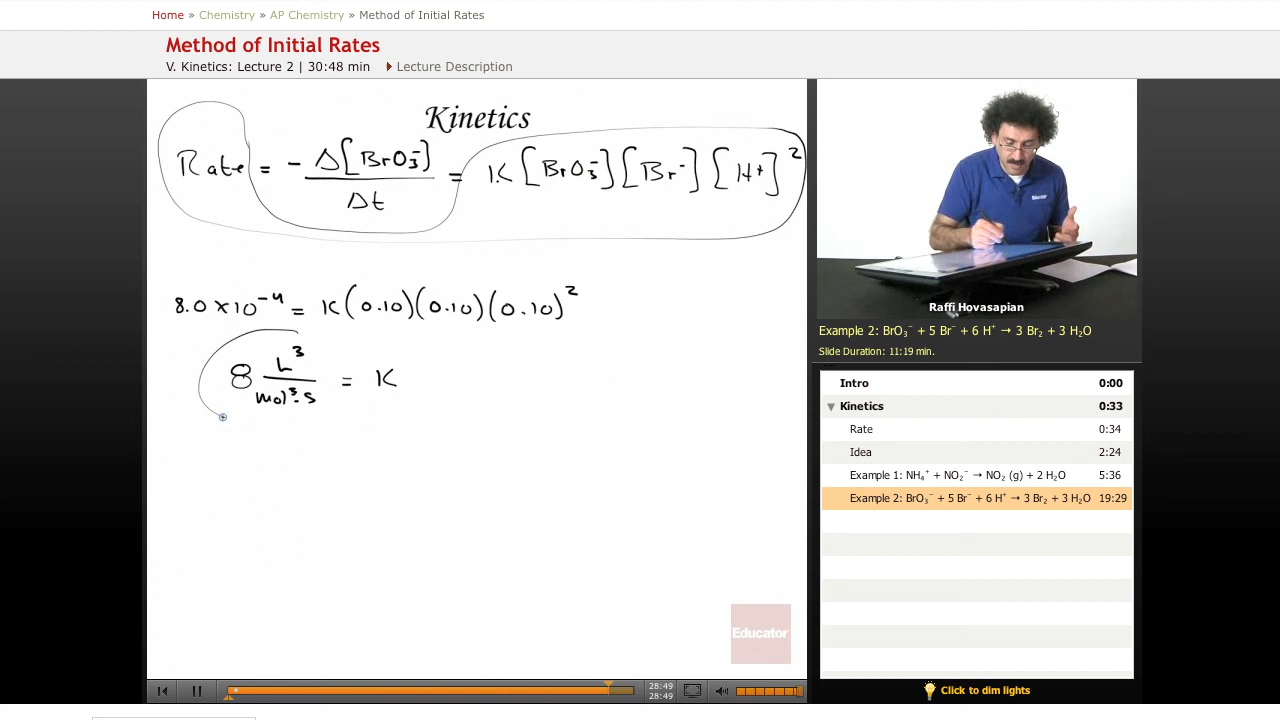 Home » Chemistry » AP Chemistry » Method of Initial Rates
Method of Initial Rates
V. Kinetics: Lecture 2 | 30:48 min Lecture Description
Kinetics
Rate = - Δ[BrO₃⁻] / Δt = K [BrO₃⁻] [Br⁻] [H⁺]²
8.0 × 10⁻⁴ = K (0.10)(0.10)(0.10)²
8 L³ / mol³·s = K
Educator
28:49
28:49
Educator
Raffi Hovasapian
Example 2: BrO₃⁻ + 5 Br⁻ + 6 H⁺ → 3 Br₂ + 3 H₂O
Slide Duration: 11:19 min.
Intro 0:00
Kinetics 0:33
Rate 0:34
Idea 2:24
Example 1: NH₄⁺ + NO₂⁻ → NO₂ (g) + 2 H₂O 5:36
Example 2: BrO₃⁻ + 5 Br⁻ + 6 H⁺ → 3 Br₂ + 3 H₂O 19:29
Click to dim lights